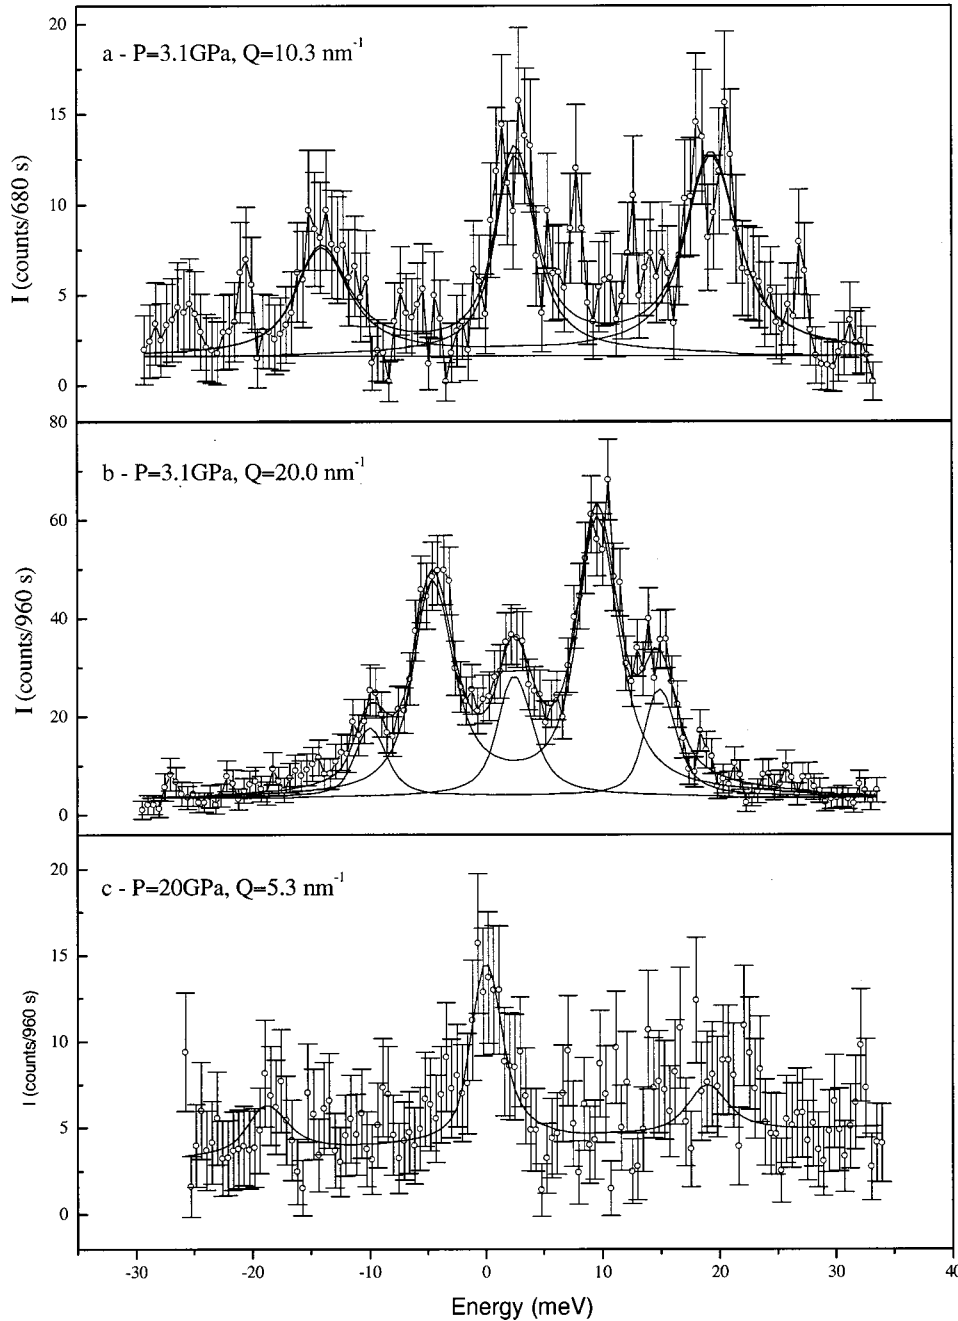 20
a - P=3.1GPa, Q=10.3 nm⁻¹
15
10
5
0
I (counts/680 s)
80
b - P=3.1GPa, Q=20.0 nm⁻¹
60
40
20
0
I (counts/960 s)
20
c - P=20GPa, Q=5.3 nm⁻¹
15
10
5
0
I (counts/960 s)
-30 -20 -10 0 10 20 30 40
Energy (meV)